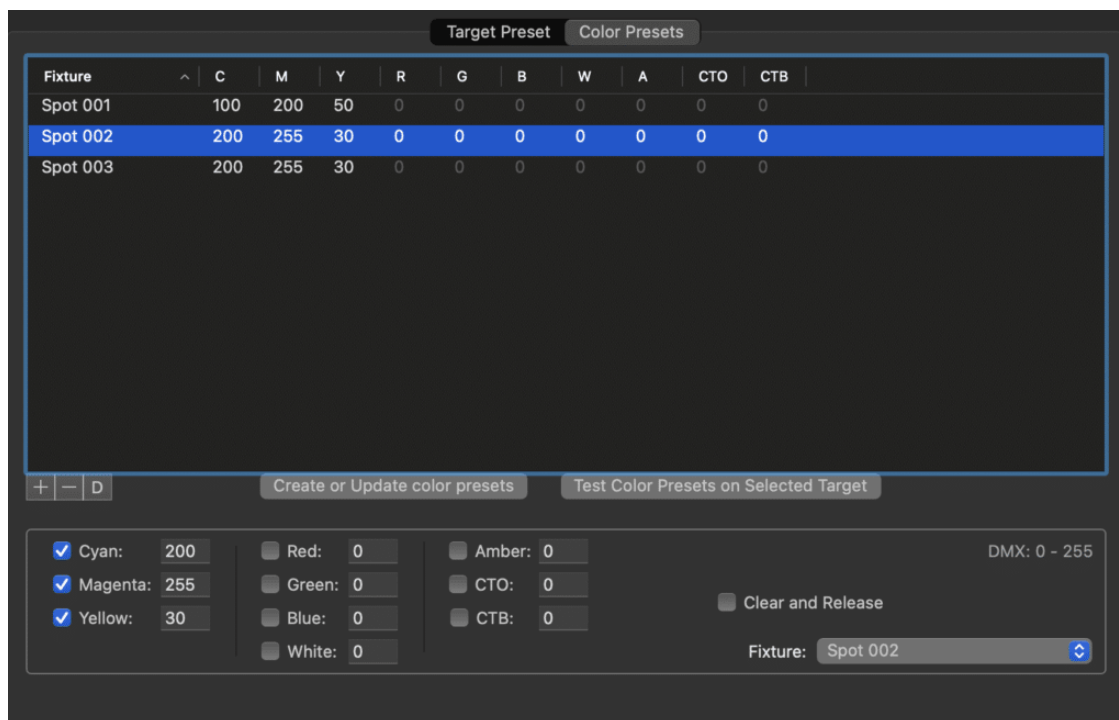 Target Preset Color Presets
Fixture C M Y R G B W A CTO CTB
Spot 001 100 200 50 0 0 0 0 0 0 0
Spot 002 200 255 30 0 0 0 0 0 0 0
Spot 003 200 255 30 0 0 0 0 0 0 0
+ − D Create or Update color presets Test Color Presets on Selected Target
Cyan: 200 Red: 0 Amber: 0 DMX: 0 - 255
Magenta: 255 Green: 0 CTO: 0
Clear and Release
Yellow: 30 Blue: 0 CTB: 0
White: 0 Fixture: Spot 002